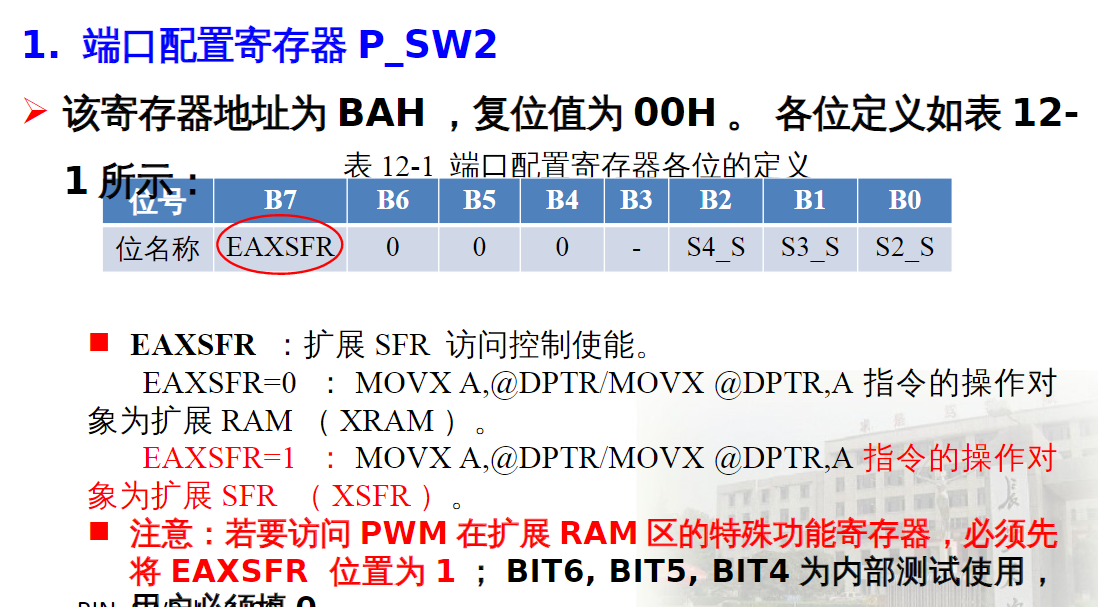 1. 端口配置寄存器 P_SW2
➢ 该寄存器地址为 BAH ，复位值为 00H 。 各位定义如表 12-
1 所示：
表 12-1 端口配置寄存器各位的定义
位号 B7 B6 B5 B4 B3 B2 B1 B0
位名称 EAXSFR 0 0 0 - S4_S S3_S S2_S
■ EAXSFR ：扩展 SFR 访问控制使能。
EAXSFR=0 ： MOVX A,@DPTR/MOVX @DPTR,A 指令的操作对
象为扩展 RAM （ XRAM ）。
EAXSFR=1 ： MOVX A,@DPTR/MOVX @DPTR,A 指令的操作对
象为扩展 SFR （ XSFR ）。
■ 注意：若要访问 PWM 在扩展 RAM 区的特殊功能寄存器，必须先
将 EAXSFR 位置为 1 ； BIT6, BIT5, BIT4 为内部测试使用，
用户必须填 0